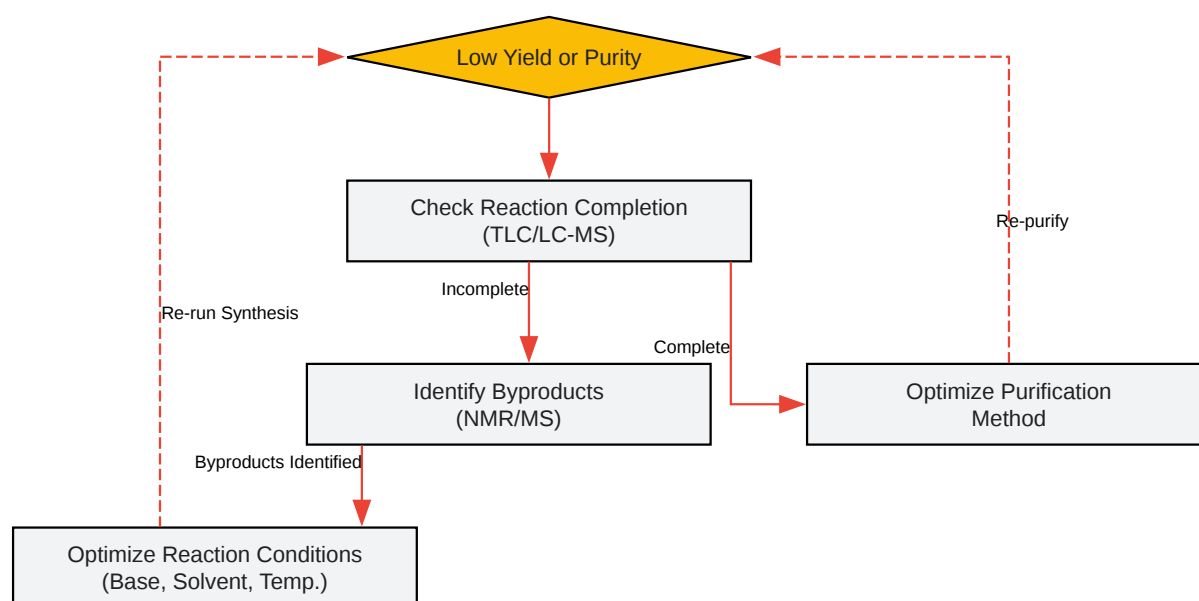 Low Yield or Purity
Check Reaction Completion
(TLC/LC-MS)
Re-purify
Incomplete
Re-run Synthesis
Complete
Identify Byproducts
(NMR/MS)
Optimize Purification
Method
Byproducts Identified
Optimize Reaction Conditions
(Base, Solvent, Temp.)